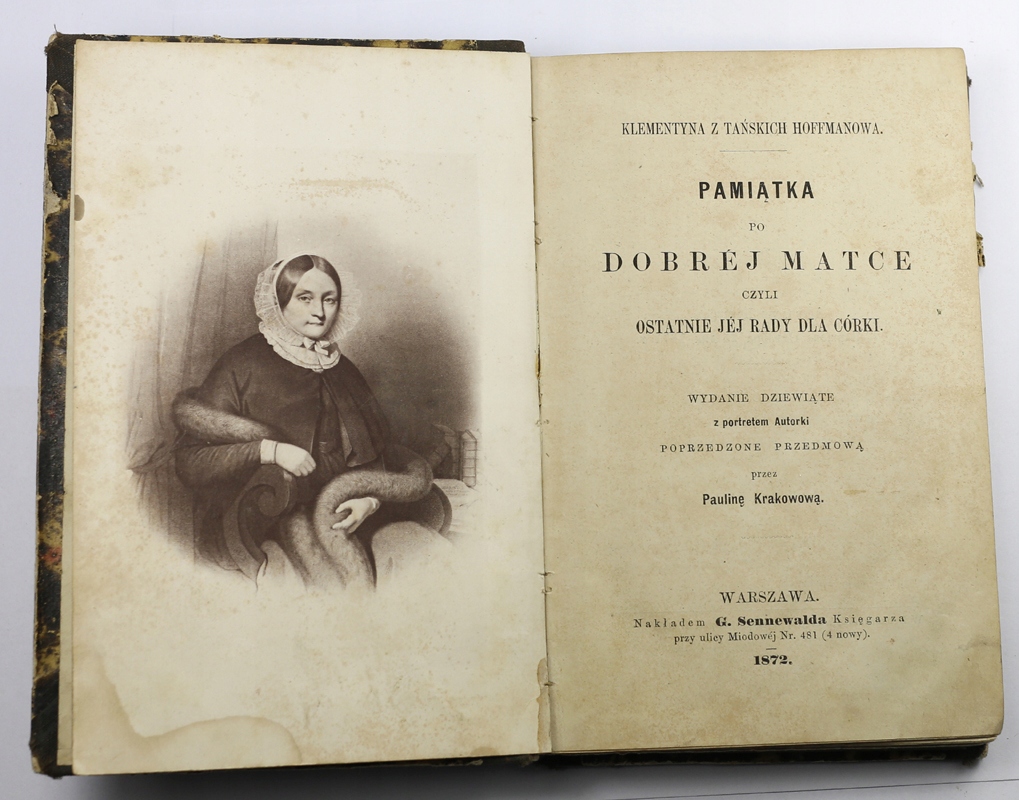 KLEMENTYNA Z TAŃSKICH HOFFMANOWA.
PAMIĄTKA
PO
DOBRÉJ MATCE
CZYLI
OSTATNIE JÉJ RADY DLA CÓRKI.
WYDANIE DZIEWIĄTE
z portretem Autorki
POPRZEDZONE PRZEDMOWĄ
przez
Paulinę Krakowową.
WARSZAWA.
Nakładem G. Sennewalda Księgarza
przy ulicy Miodowéj Nr. 481 (4 nowy).
1872.